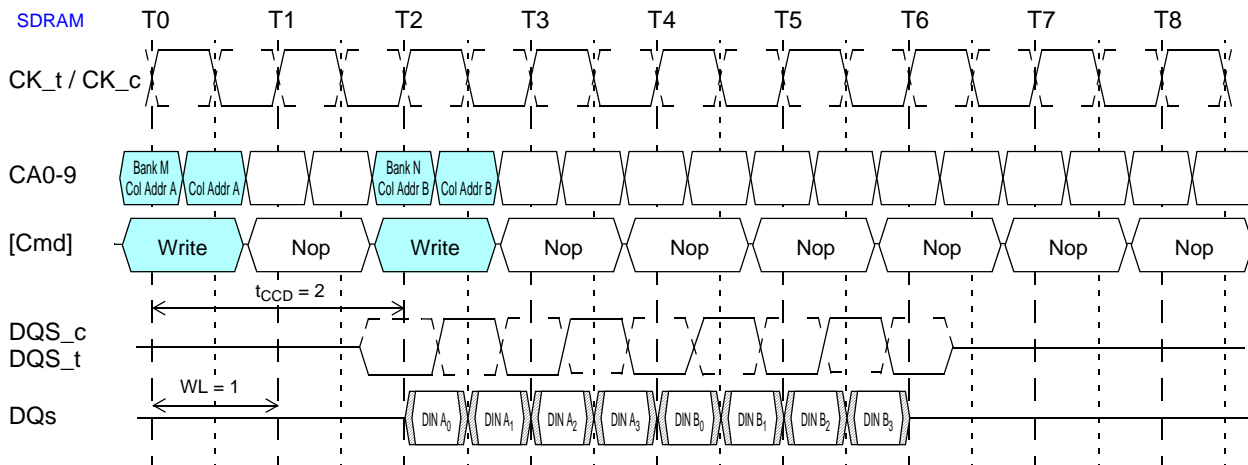 SDRAM T0 T1 T2 T3 T4 T5 T6 T7 T8
CK_t / CK_c
CA0-9
Bank M
Col Addr A
Col Addr A
Bank N
Col Addr B
Col Addr B
[Cmd] Write Nop Write Nop Nop Nop Nop Nop Nop
tCCD = 2
DQS_c
DQS_t
WL = 1
DQs DIN A0 DIN A1 DIN A2 DIN A3 DIN B0 DIN B1 DIN B2 DIN B3